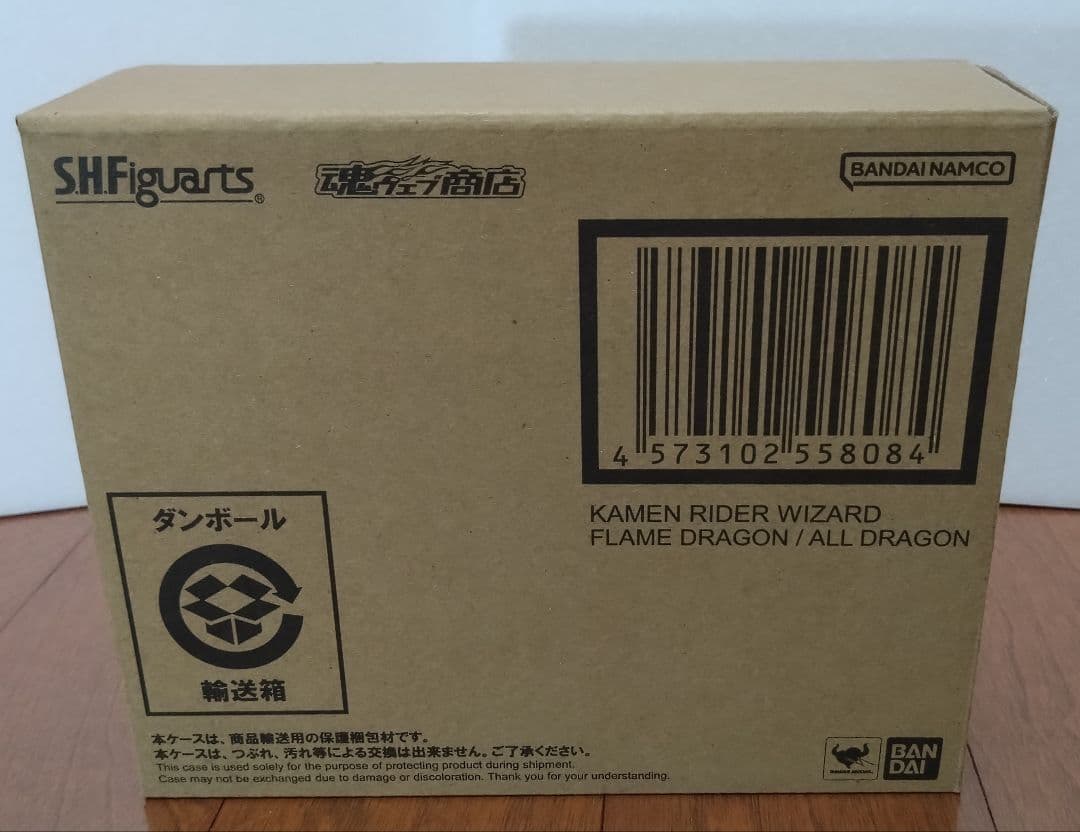 S.H.Figuarts®
魂ウェブ商店
BANDAI NAMCO
4 573102 558084
KAMEN RIDER WIZARD
FLAME DRAGON / ALL DRAGON
ダンボール
輸送箱
本ケースは、商品輸送用の保護梱包材です。
本ケースは、つぶれ、汚れ等による交換は出来ません。ご了承ください。
This case is used solely for the purpose of protecting product during shipment.
Case may not be exchanged due to damage or discoloration. Thank you for your understanding.
BAN
DAI